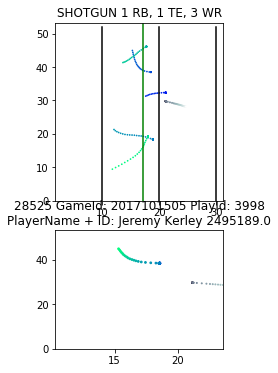 SHOTGUN 1 RB, 1 TE, 3 WR
50
40
30
20
10
0
10 20 30
28525 GameId: 2017101505 PlayId: 3998
PlayerName + ID: Jeremy Kerley 2495189.0
40
20
0
15 20